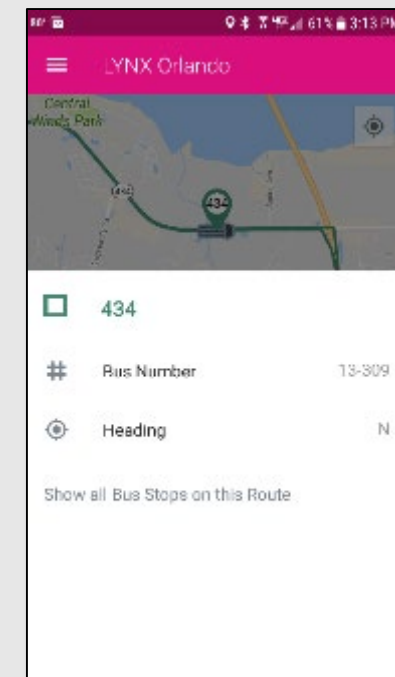 80°
61% 3:13 PM
LYNX Orlando
Central
Winds Park
434
434
434
Bus Number 13-309
Heading N
Show all Bus Stops on this Route